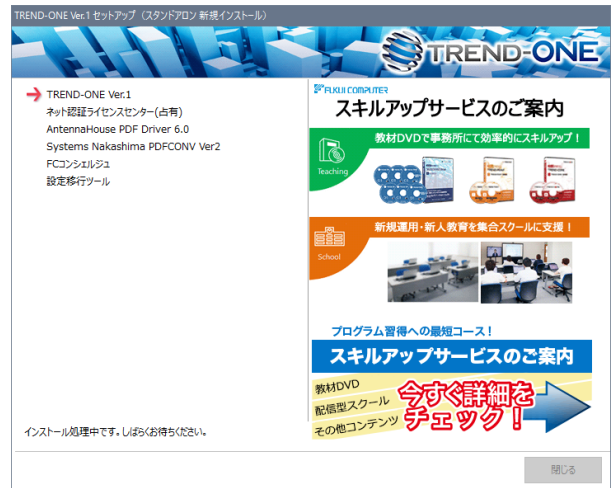 TREND-ONE Ver.1 セットアップ（スタンドアロン 新規インストール）
TREND-ONE
TREND-ONE Ver.1
ネット認証ライセンスセンター(占有)
AntennaHouse PDF Driver 6.0
Systems Nakashima PDFCONV Ver2
FCコンシェルジュ
設定移行ツール
インストール処理中です。しばらくお待ちください。
FUKUI COMPUTER
スキルアップサービスのご案内
教材DVDで事務所にて効率的にスキルアップ！
Teaching
新規運用・新人教育を集合スクールに支援！
School
プログラム習得への最短コース！
スキルアップサービスのご案内
教材DVD
配信型スクール
その他コンテンツ
今すぐ詳細を
チェック！
閉じる